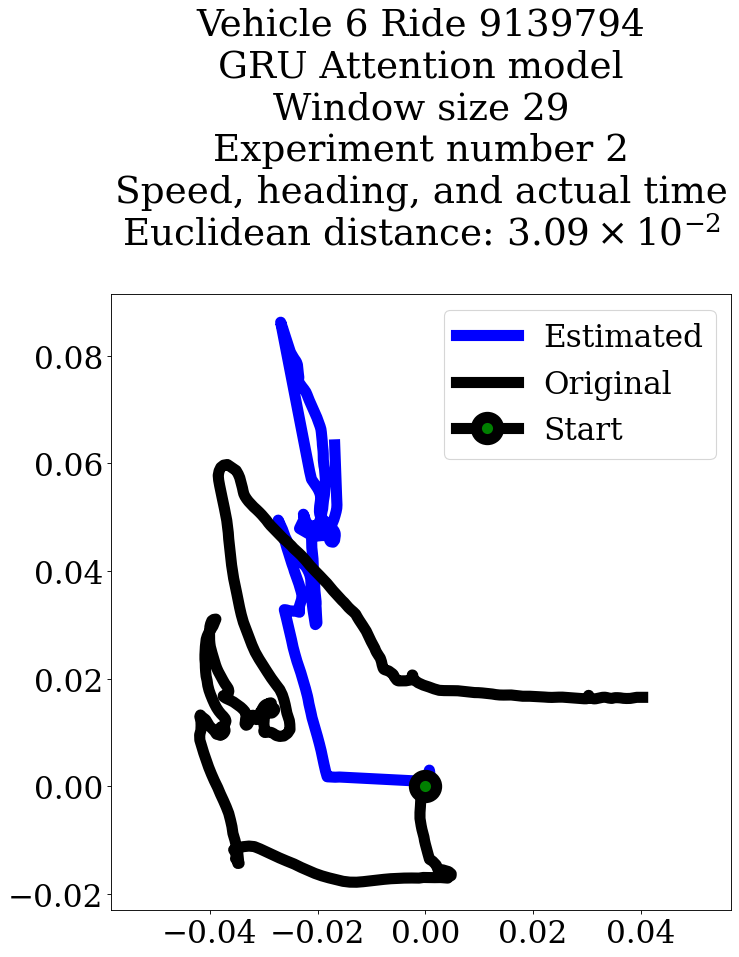 Vehicle 6 Ride 9139794
GRU Attention model
Window size 29
Experiment number 2
Speed, heading, and actual time
Euclidean distance: 3.09 × 10⁻²
Estimated
Original
Start
0.08
0.06
0.04
0.02
0.00
−0.02
−0.04 −0.02 0.00 0.02 0.04